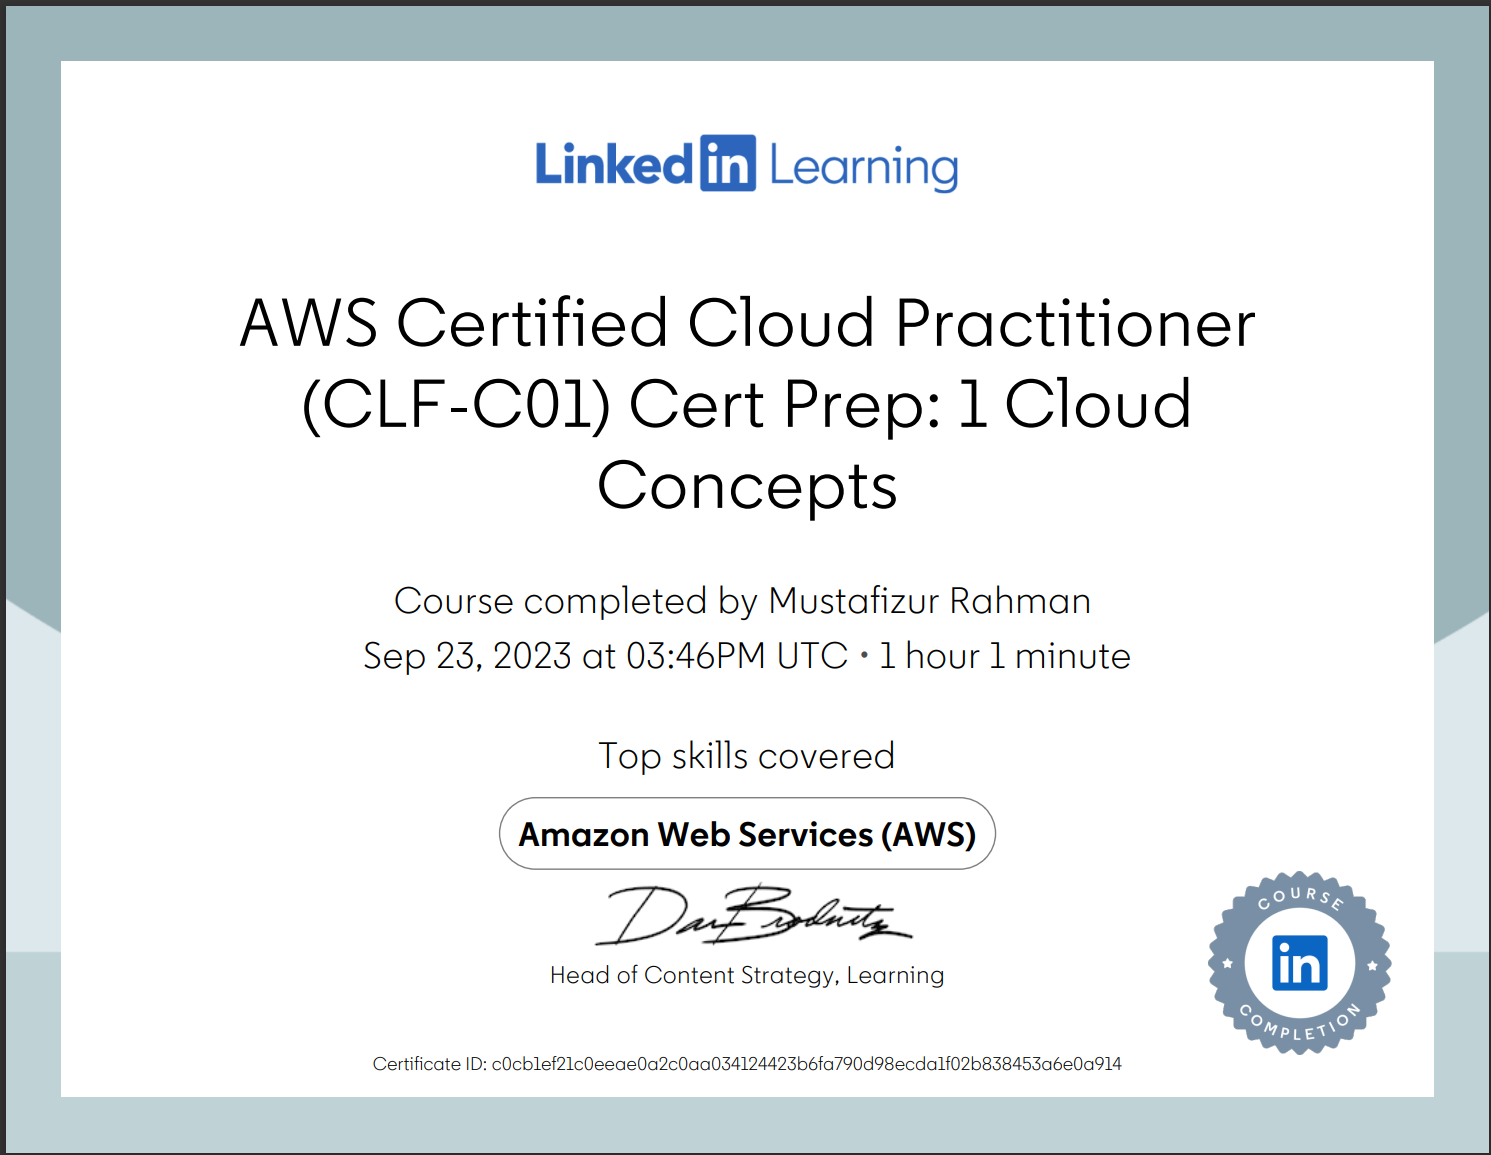 Linked in Learning
AWS Certified Cloud Practitioner
(CLF-C01) Cert Prep: 1 Cloud
Concepts
Course completed by Mustafizur Rahman
Sep 23, 2023 at 03:46PM UTC • 1 hour 1 minute
Top skills covered
Amazon Web Services (AWS)
Dan Brodnitz
Head of Content Strategy, Learning
COURSE
in
COMPLETION
Certificate ID: c0cb1ef21c0eeae0a2c0aa034124423b6fa790d98ecda1f02b838453a6e0a914